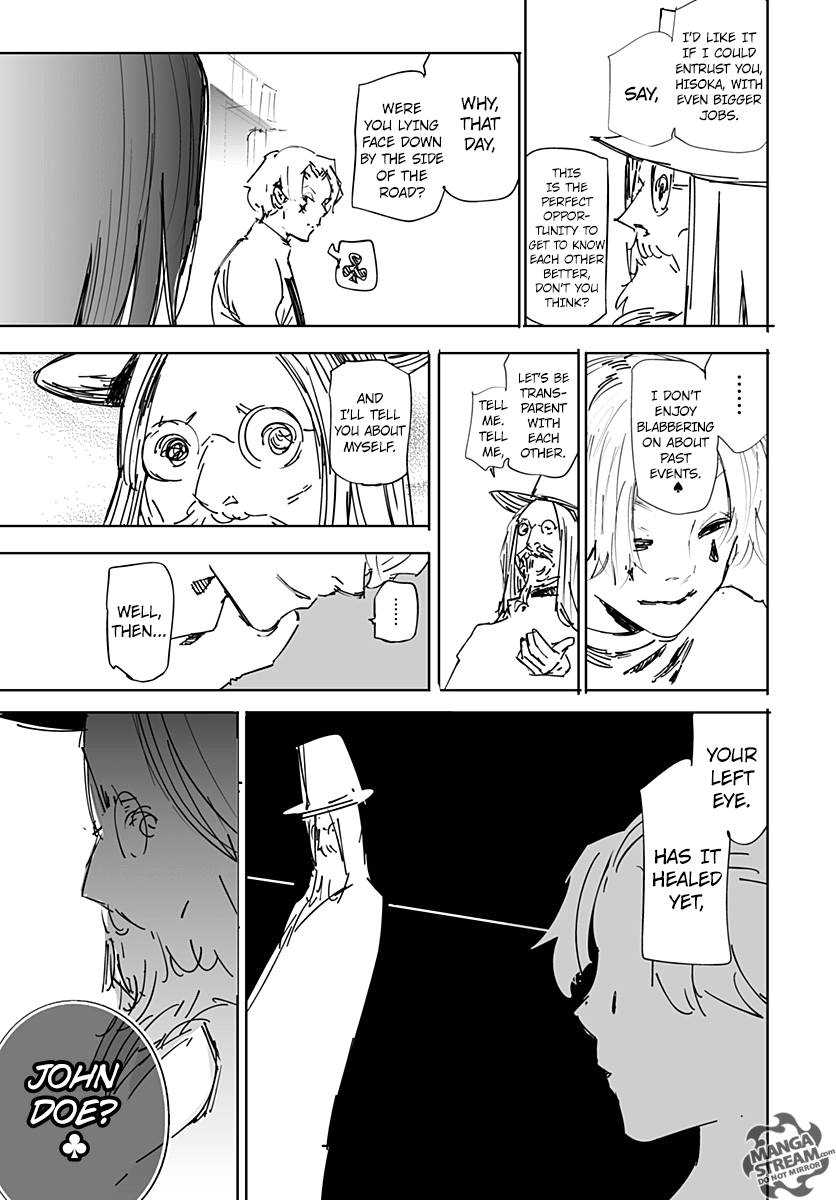 I'D LIKE IT
IF I COULD
ENTRUST YOU,
HISOKA, WITH
EVEN BIGGER
JOBS.
SAY,
THIS
IS THE
PERFECT
OPPOR-
TUNITY TO
GET TO KNOW
EACH OTHER
BETTER,
DON'T YOU
THINK?
WHY,
THAT
DAY,
WERE
YOU LYING
FACE DOWN
BY THE SIDE
OF THE
ROAD?
♣
......
I DON'T
ENJOY
BLABBERING
ON ABOUT
PAST
EVENTS.
♠
LET'S BE
TRANS-
PARENT
WITH
EACH
OTHER.
TELL
ME.
TELL
ME,
AND
I'LL TELL
YOU ABOUT
MYSELF.
......
WELL,
THEN...
YOUR
LEFT
EYE.
HAS IT
HEALED
YET,
JOHN
DOE?
♣
MANGA
STREAM.com
DO NOT MIRROR